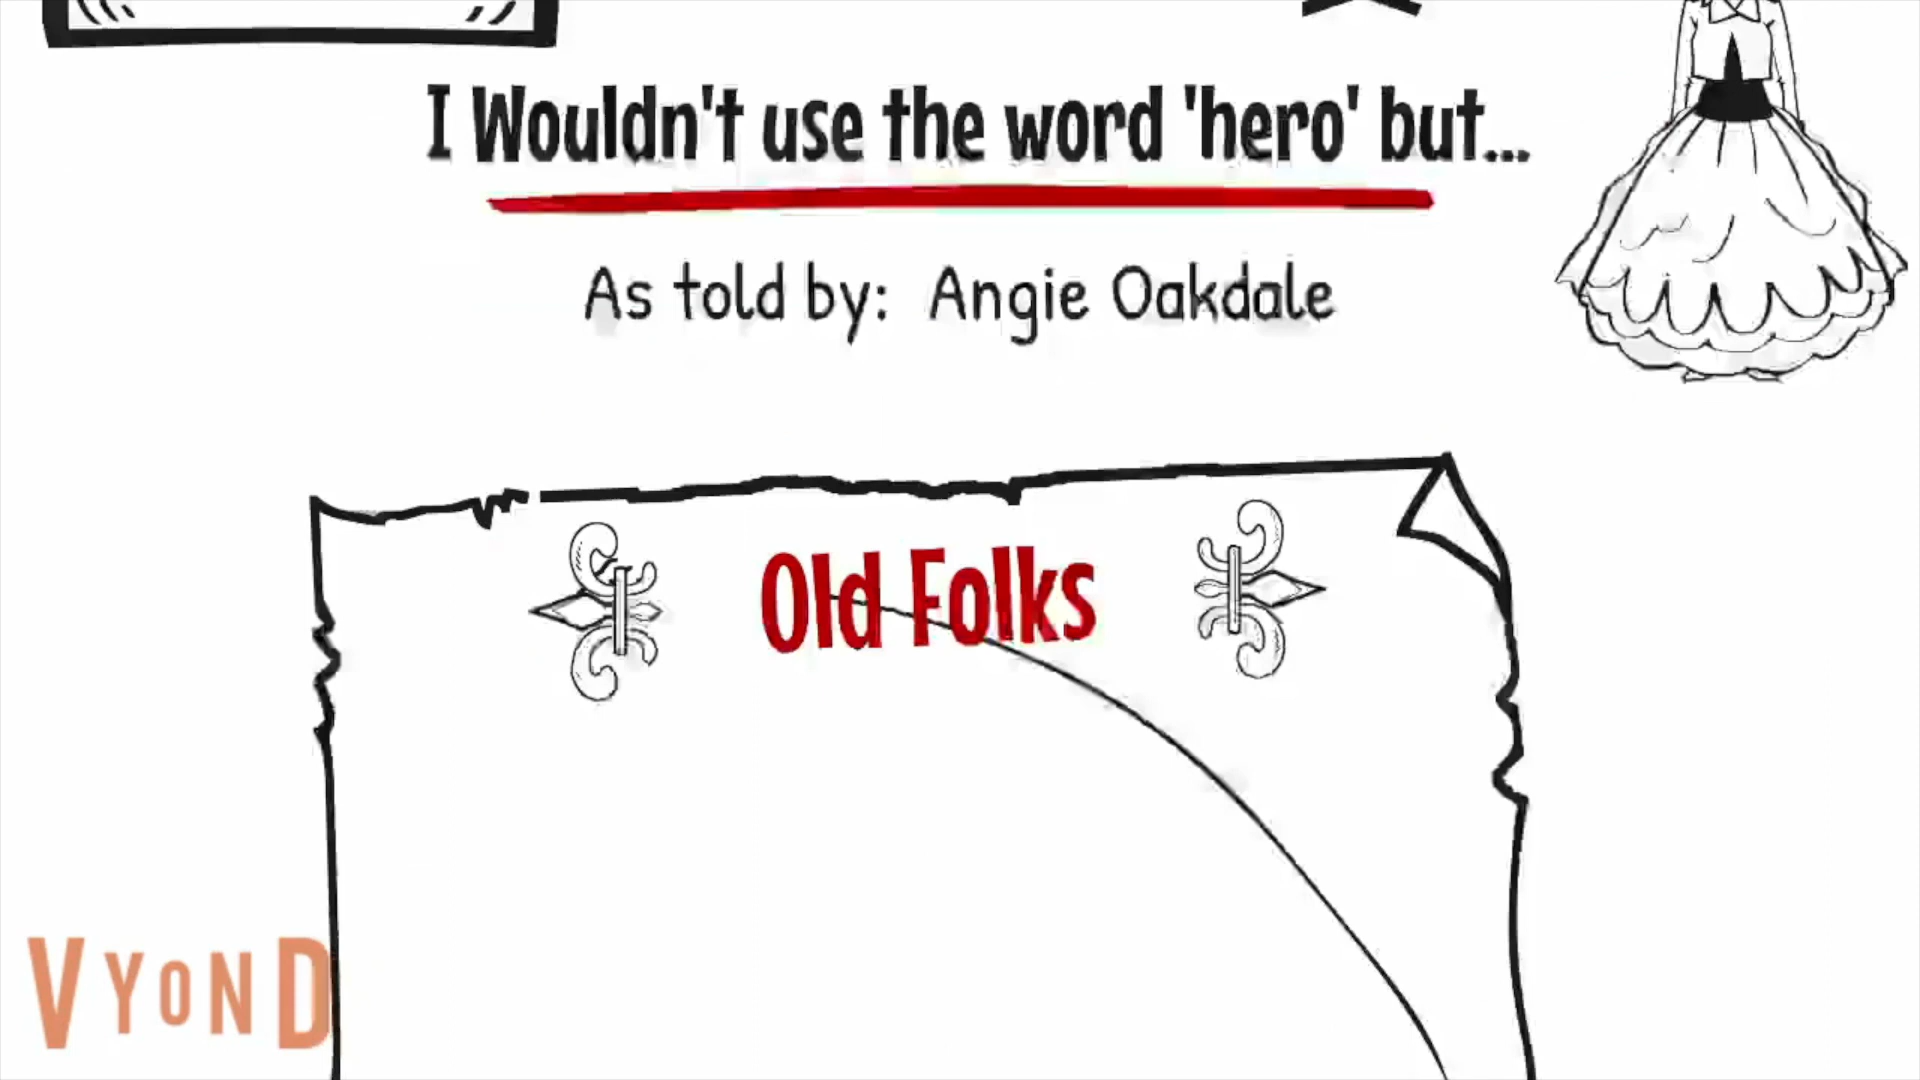 I Wouldn't use the word 'hero' but...
As told by: Angie Oakdale
Old Folks
VYOND